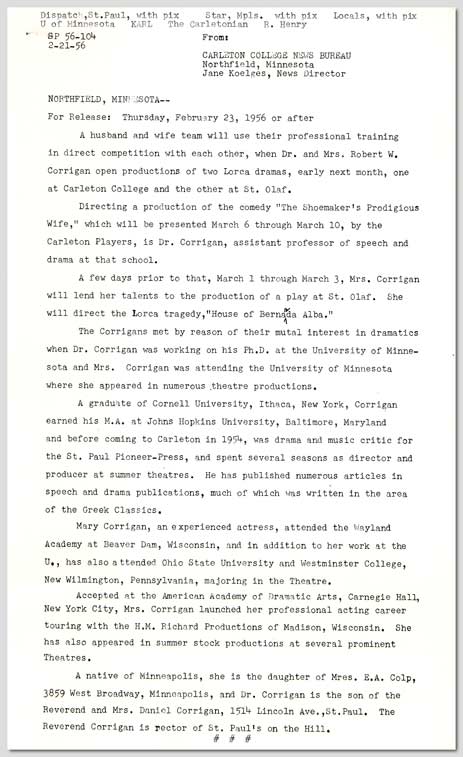 Dispatch,St.Paul, with pix Star, Mpls. with pix Locals, with pix
U of Minnesota KARL The Carletonian R. Henry
SP 56-104 From:
2-21-56
CARLETON COLLEGE NEWS BUREAU
Northfield, Minnesota
Jane Koelges, News Director
NORTHFIELD, MINNESOTA--
For Release: Thursday, February 23, 1956 or after
A husband and wife team will use their professional training
in direct competition with each other, when Dr. and Mrs. Robert W.
Corrigan open productions of two Lorca dramas, early next month, one
at Carleton College and the other at St. Olaf.
Directing a production of the comedy "The Shoemaker's Prodigious
Wife," which will be presented March 6 through March 10, by the
Carleton Players, is Dr. Corrigan, assistant professor of speech and
drama at that school.
A few days prior to that, March 1 through March 3, Mrs. Corrigan
will lend her talents to the production of a play at St. Olaf. She
will direct the Lorca tragedy,"House of Bernada Alba."
The Corrigans met by reason of their mutal interest in dramatics
when Dr. Corrigan was working on his Ph.D. at the University of Minne-
sota and Mrs. Corrigan was attending the University of Minnesota
where she appeared in numerous theatre productions.
A graduate of Cornell University, Ithaca, New York, Corrigan
earned his M.A. at Johns Hopkins University, Baltimore, Maryland
and before coming to Carleton in 1954, was drama and music critic for
the St. Paul Pioneer-Press, and spent several seasons as director and
producer at summer theatres. He has published numerous articles in
speech and drama publications, much of which was written in the area
of the Greek Classics.
Mary Corrigan, an experienced actress, attended the Wayland
Academy at Beaver Dam, Wisconsin, and in addition to her work at the
U., has also attended Ohio State University and Westminster College,
New Wilmington, Pennsylvania, majoring in the Theatre.
Accepted at the American Academy of Dramatic Arts, Carnegie Hall,
New York City, Mrs. Corrigan launched her professional acting career
touring with the H.M. Richard Productions of Madison, Wisconsin. She
has also appeared in summer stock productions at several prominent
Theatres.
A native of Minneapolis, she is the daughter of Mres. E.A. Colp,
3859 West Broadway, Minneapolis, and Dr. Corrigan is the son of the
Reverend and Mrs. Daniel Corrigan, 1514 Lincoln Ave.,St.Paul. The
Reverend Corrigan is rector of St. Paul's on the Hill.
# # #